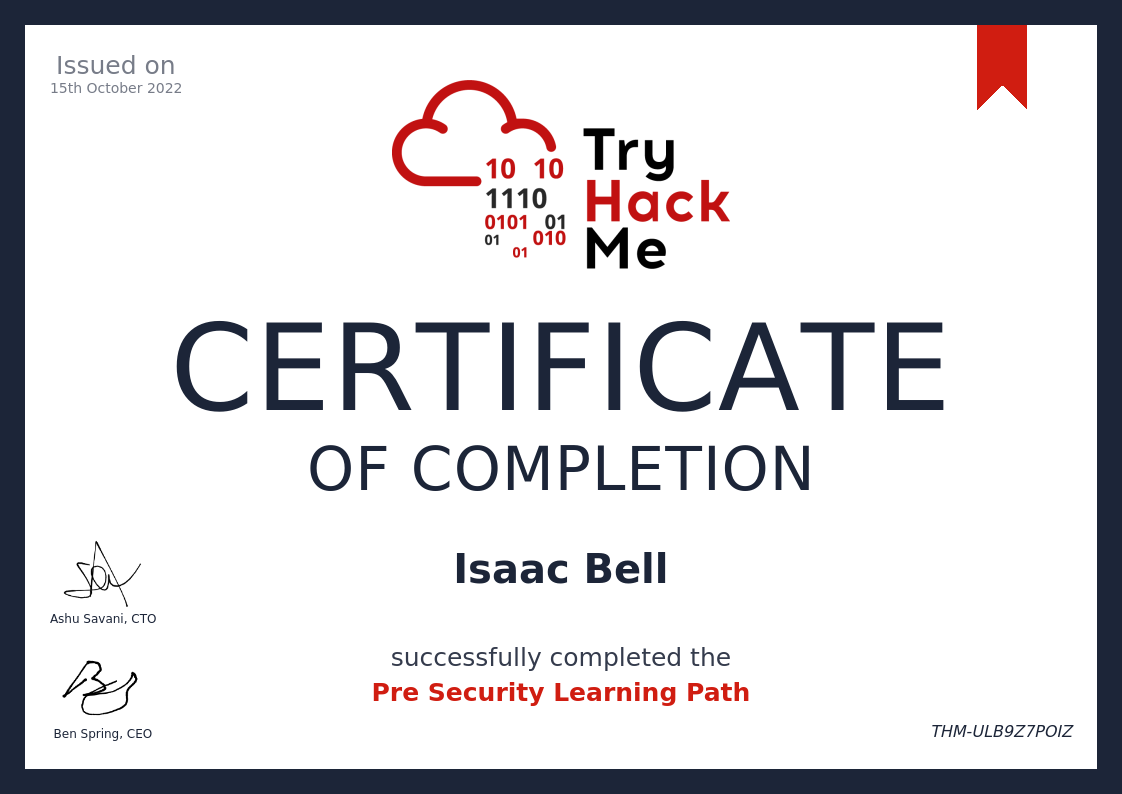 Issued on
15th October 2022
10 10
1110
0101 01
01 010
01
Try
Hack
Me
CERTIFICATE
OF COMPLETION
Isaac Bell
Ashu Savani, CTO
successfully completed the
Pre Security Learning Path
Ben Spring, CEO
THM-ULB9Z7POIZ